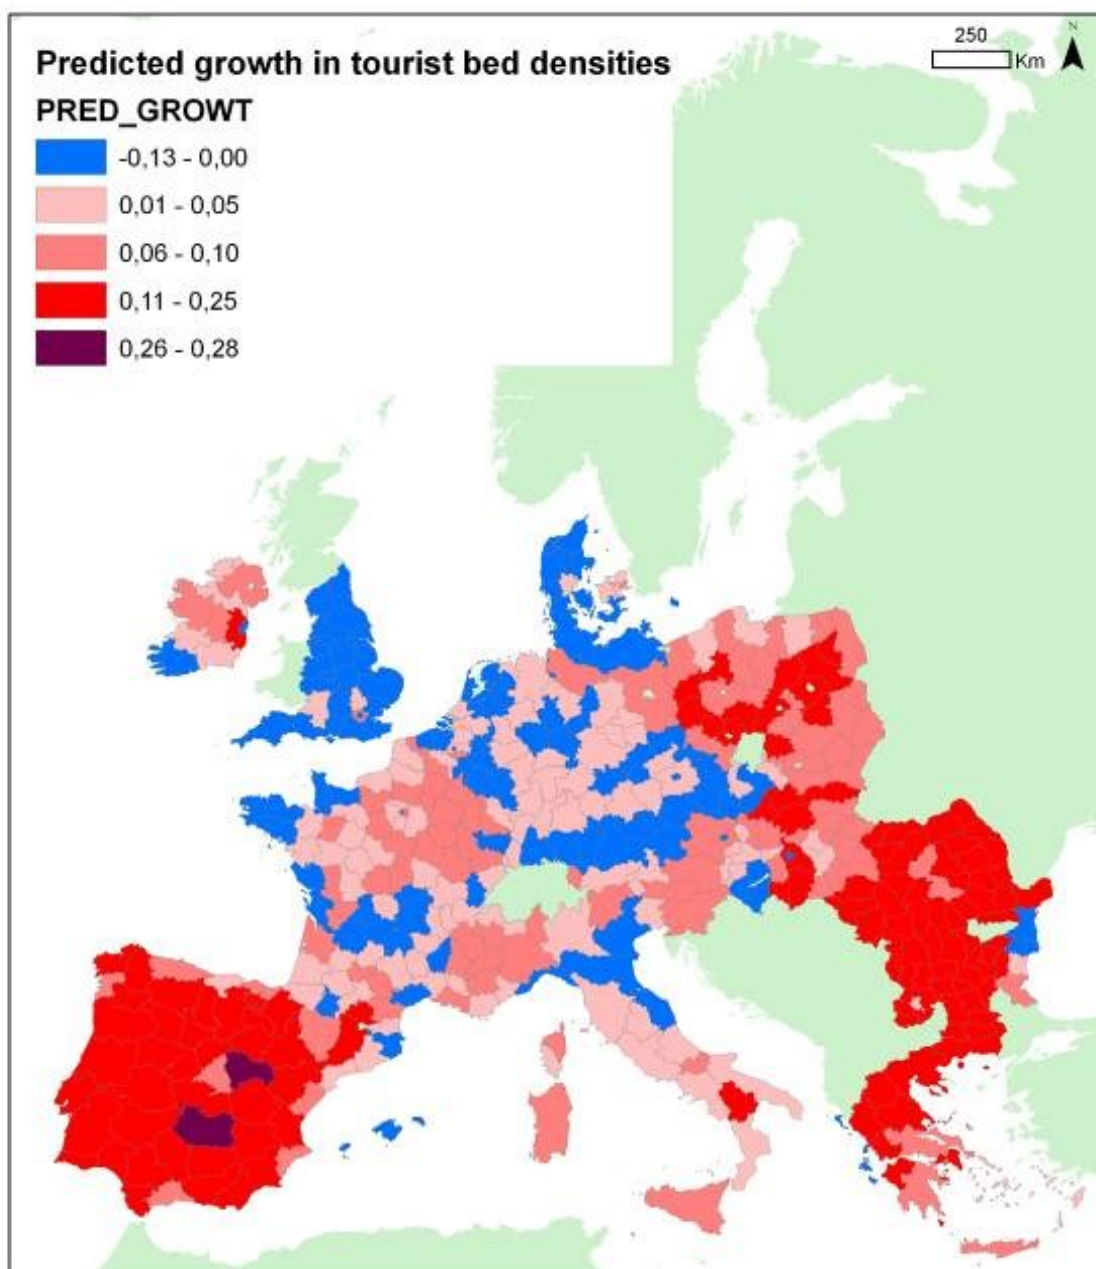 Predicted growth in tourist bed densities
PRED_GROWT
-0,13 - 0,00
0,01 - 0,05
0,06 - 0,10
0,11 - 0,25
0,26 - 0,28
250
Km
N